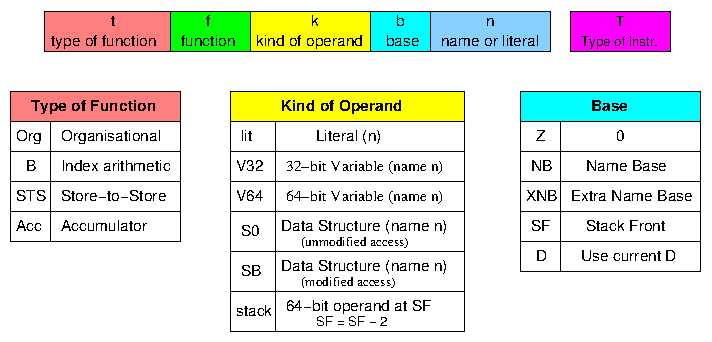 t f k b n T
type of function function kind of operand base name or literal Type of instr.
Type of Function
Org Organisational
B Index arithmetic
STS Store-to-Store
Acc Accumulator
Kind of Operand
lit Literal (n)
V32 32-bit Variable (name n)
V64 64-bit Variable (name n)
S0 Data Structure (name n)
(unmodified access)
SB Data Structure (name n)
(modified access)
stack 64-bit operand at SF
SF = SF - 2
Base
Z 0
NB Name Base
XNB Extra Name Base
SF Stack Front
D Use current D